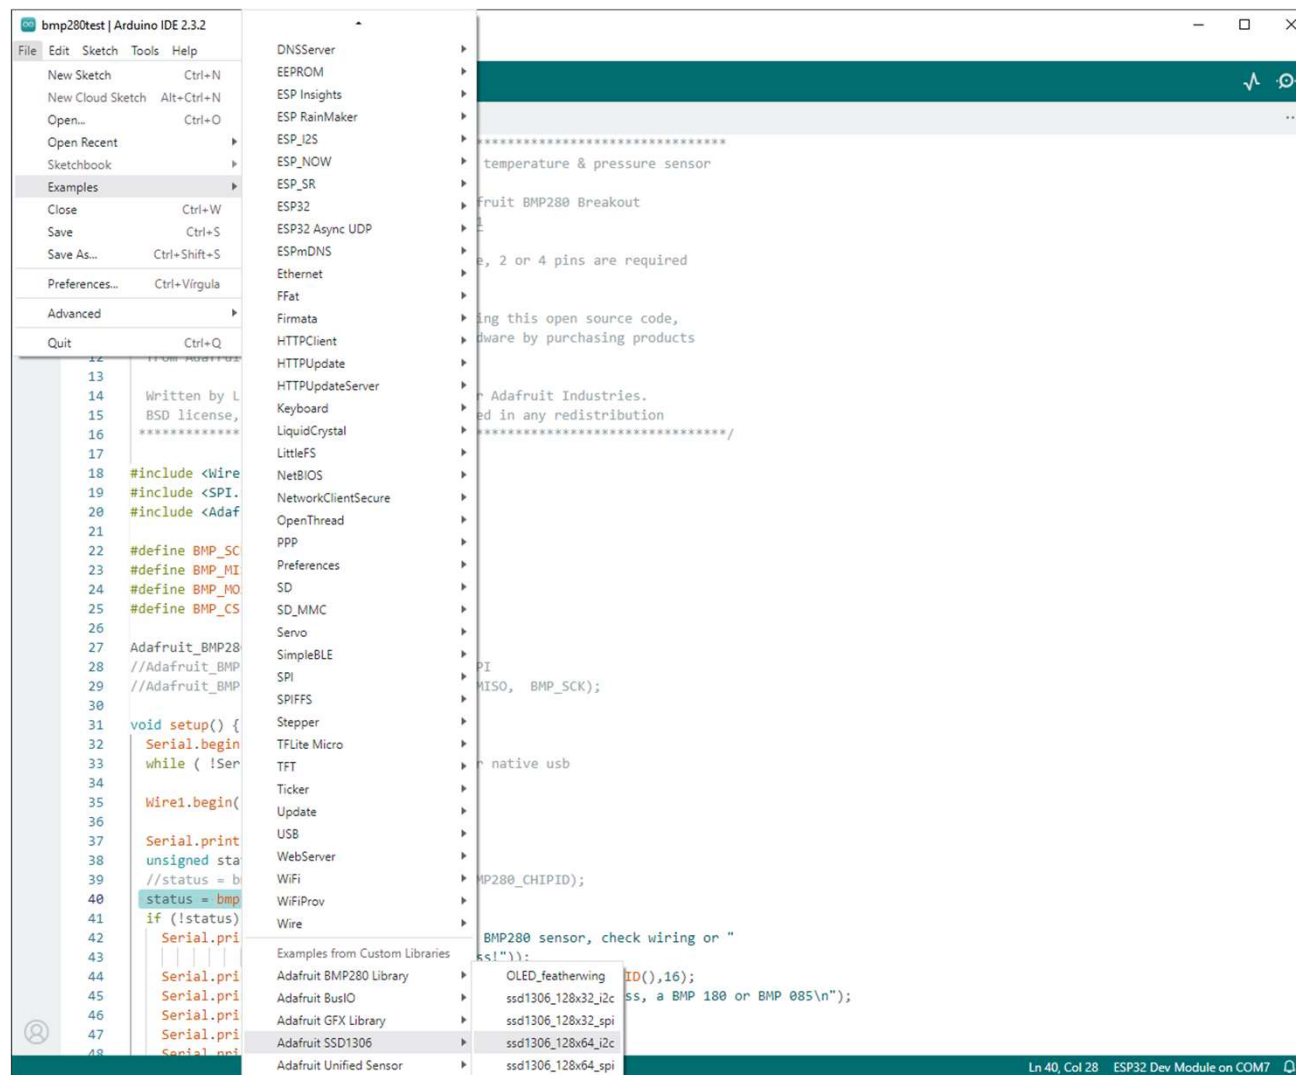 bmp280test | Arduino IDE 2.3.2
File Edit Sketch Tools Help
New Sketch Ctrl+N
New Cloud Sketch Alt+Ctrl+N
Open... Ctrl+O
Open Recent
Sketchbook
Examples
Close Ctrl+W
Save Ctrl+S
Save As... Ctrl+Shift+S
Preferences... Ctrl+Vírgula
Advanced
Quit Ctrl+Q
DNSServer
EEPROM
ESP Insights
ESP RainMaker
ESP_I2S
ESP_NOW
ESP_SR
ESP32
ESP32 Async UDP
ESPmDNS
Ethernet
FFat
Firmata
HTTPClient
HTTPUpdate
HTTPUpdateServer
Keyboard
LiquidCrystal
LittleFS
NetBIOS
NetworkClientSecure
OpenThread
PPP
Preferences
SD
SD_MMC
Servo
SimpleBLE
SPI
SPIFFS
Stepper
TFLite Micro
TFT
Ticker
Update
USB
WebServer
WiFi
WiFiProv
Wire
Examples from Custom Libraries
Adafruit BMP280 Library
Adafruit BusIO
Adafruit GFX Library
Adafruit SSD1306
Adafruit Unified Sensor
OLED_featherwing
ssd1306_128x32_i2c
ssd1306_128x32_spi
ssd1306_128x64_i2c
ssd1306_128x64_spi
********************************
temperature & pressure sensor
fruit BMP280 Breakout
e, 2 or 4 pins are required
ing this open source code,
dware by purchasing products
12
13
14 Written by L r Adafruit Industries.
15 BSD license, ed in any redistribution
16 ************* ********************************/
17
18 #include <Wire
19 #include <SPI.
20 #include <Adaf
21
22 #define BMP_SC
23 #define BMP_MI
24 #define BMP_MO
25 #define BMP_CS
26
27 Adafruit_BMP28
28 //Adafruit_BMP PI
29 //Adafruit_BMP MISO, BMP_SCK);
30
31 void setup() {
32 Serial.begin
33 while ( !Ser r native usb
34
35 Wire1.begin(
36
37 Serial.print
38 unsigned sta
39 //status = b MP280_CHIPID);
40 status = bmp
41 if (!status)
42 Serial.pri BMP280 sensor, check wiring or "
43 ss!"));
44 Serial.pri ID(),16);
45 Serial.pri ss, a BMP 180 or BMP 085\n");
46 Serial.pri
47 Serial.pri
48 Serial.pri
Ln 40, Col 28 ESP32 Dev Module on COM7